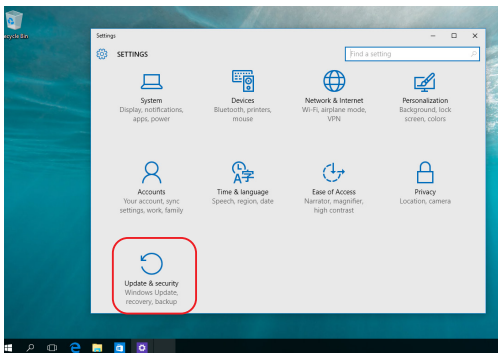 ecycle Bin
Settings
SETTINGS
Find a setting
System
Display, notifications,
apps, power
Devices
Bluetooth, printers,
mouse
Network & Internet
Wi-Fi, airplane mode,
VPN
Personalization
Background, lock
screen, colors
Accounts
Your account, sync
settings, work, family
Time & language
Speech, region, date
Ease of Access
Narrator, magnifier,
high contrast
Privacy
Location, camera
Update & security
Windows Update,
recovery, backup